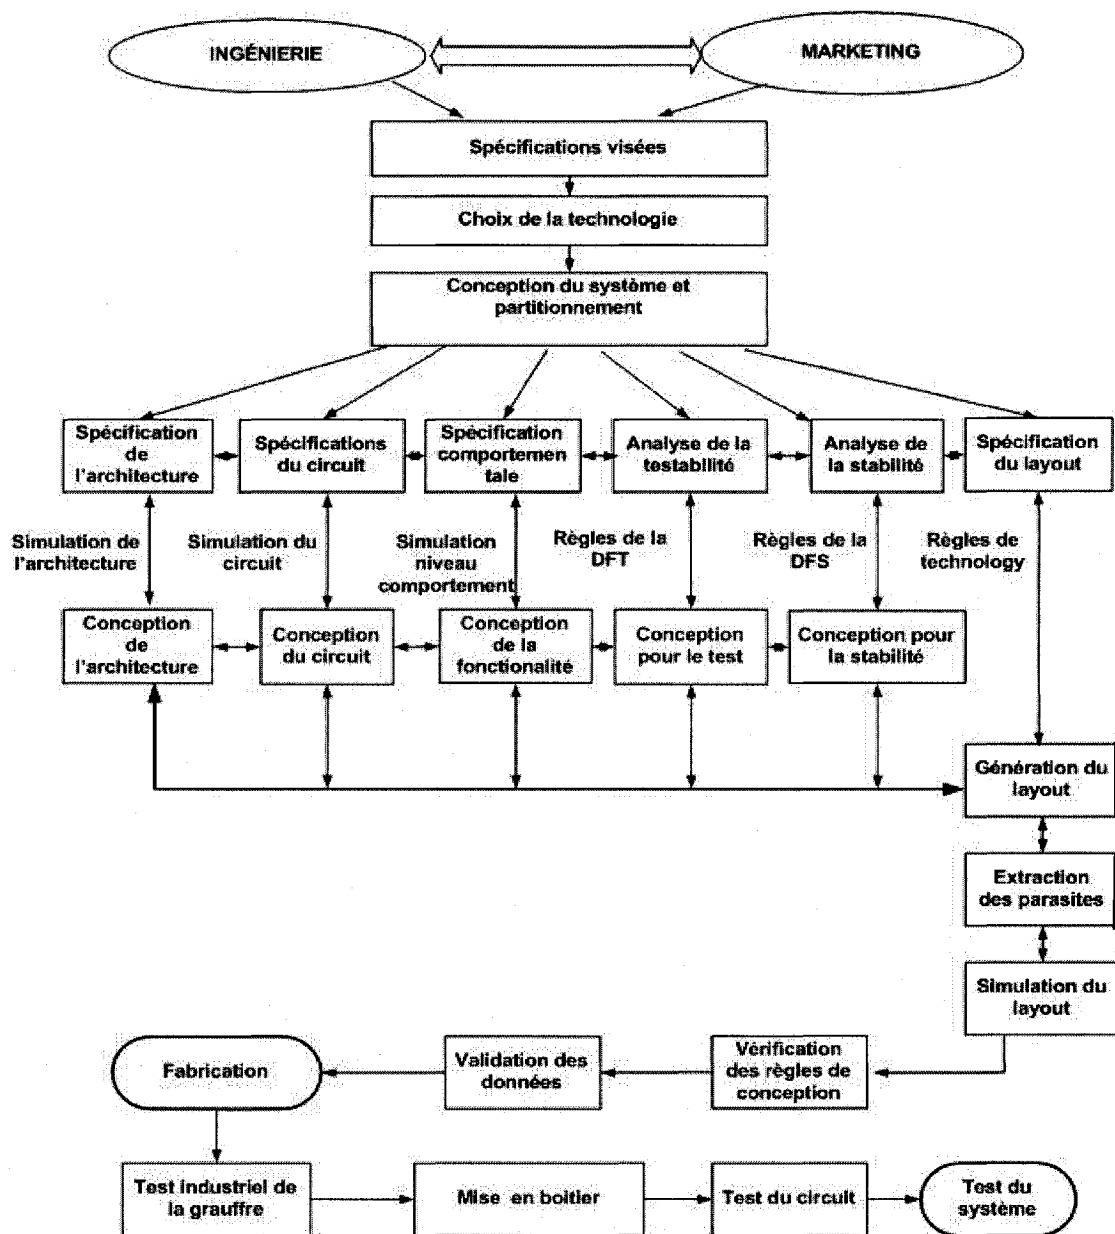 INGÉNIERIE
MARKETING
Spécifications visées
Choix de la technologie
Conception du système et
partitionnement
Spécification
de
l'architecture
Spécifications
du circuit
Spécification
comportemen
tale
Analyse de la
testabilité
Analyse de
la stabilité
Spécification
du layout
Simulation de
l'architecture
Simulation du
circuit
Simulation
niveau
comportement
Règles de la
DFT
Règles de la
DFS
Règles de
technology
Conception
de
l'architecture
Conception
du circuit
Conception
de la
fonctionalité
Conception
pour le test
Conception pour
la stabilité
Génération du
layout
Extraction
des parasites
Simulation du
layout
Fabrication
Validation des
données
Vérification
des règles de
conception
Test industriel de
la grauffre
Mise en boitier
Test du circuit
Test du
système